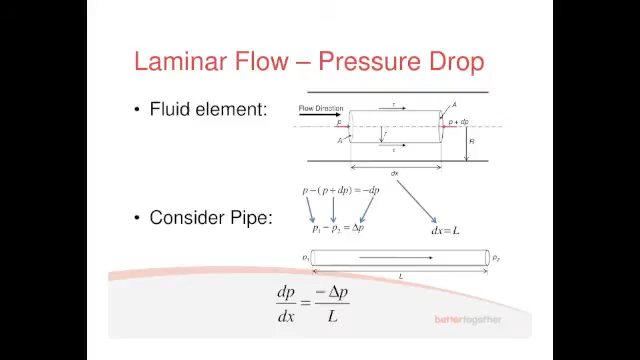 Laminar Flow – Pressure Drop
• Fluid element:
Flow Direction
τ
A
p
p + dp
r
R
A
τ
dx
p − (p + dp) = −dp
• Consider Pipe:
p₁ − p₂ = Δp
dx = L
p₁
p₂
L
dp/dx = −Δp/L
bettertogether